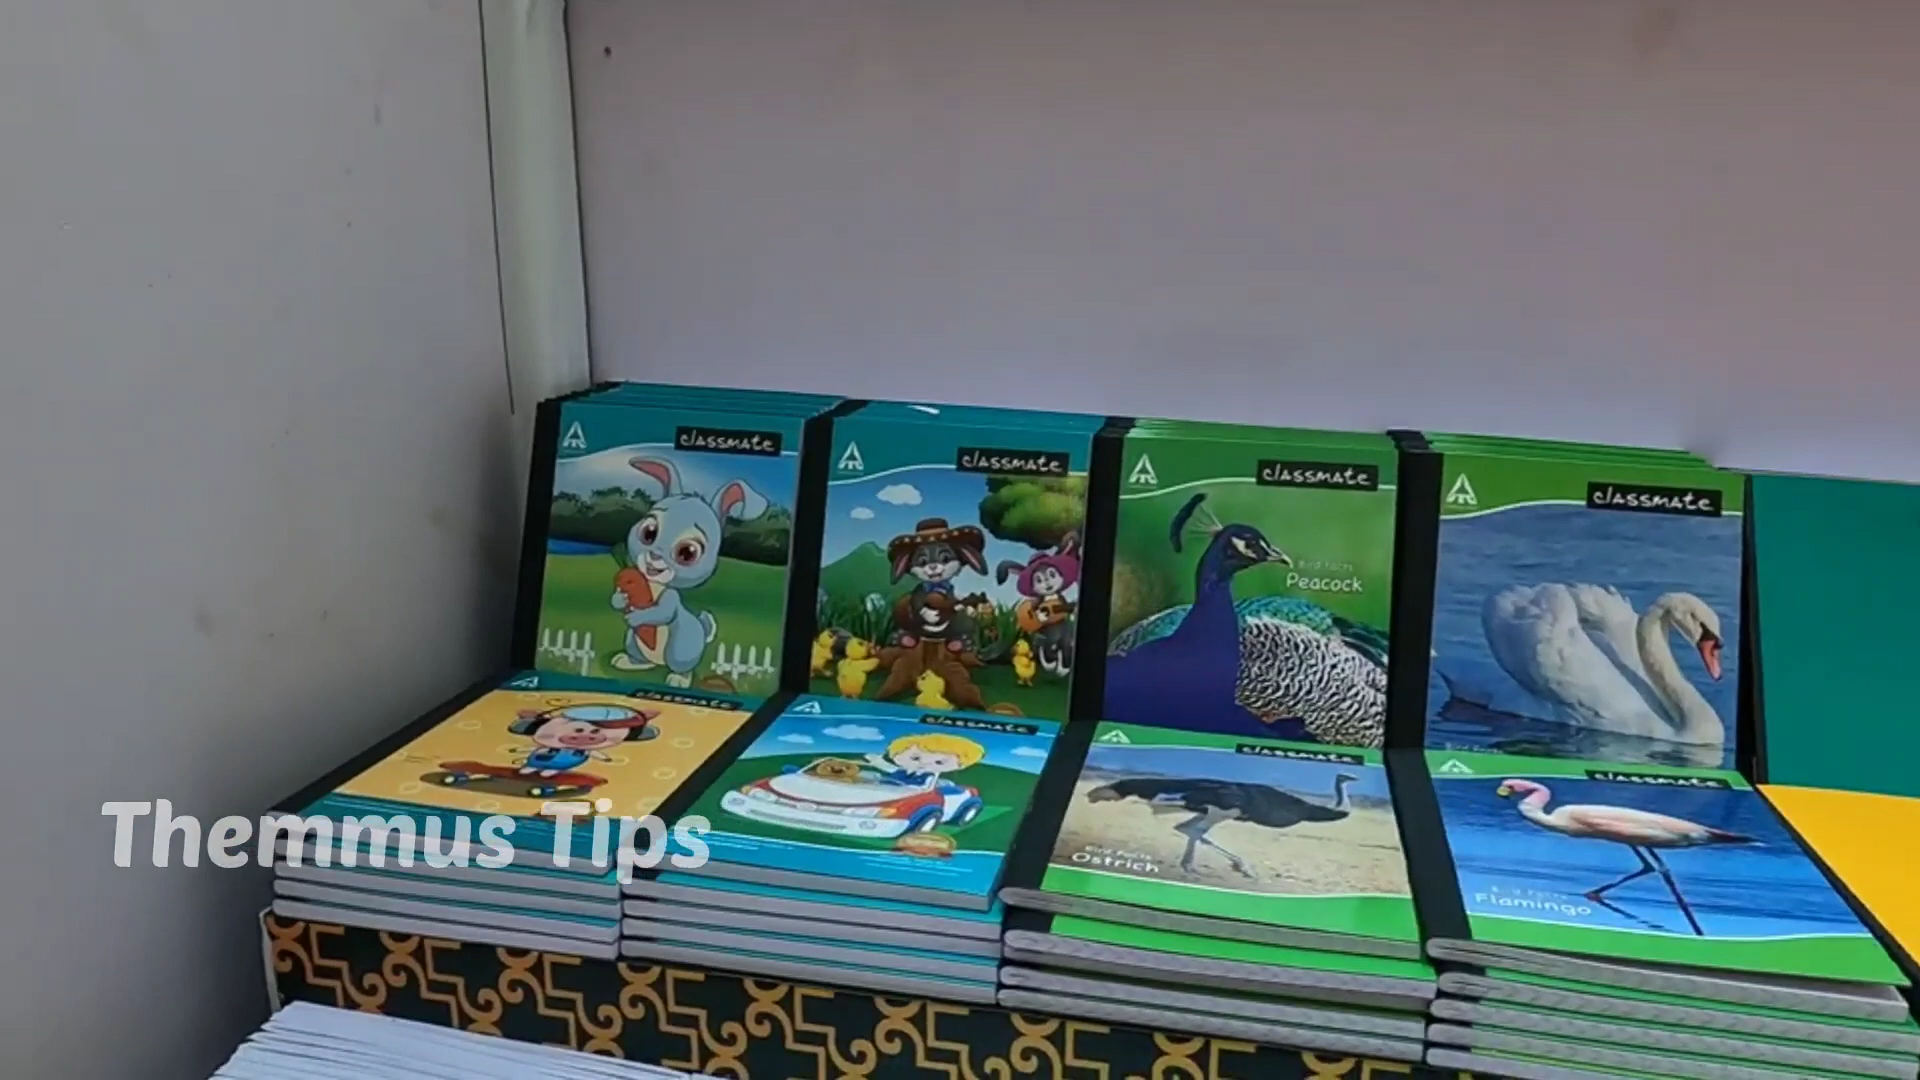 classmate
classmate
classmate
classmate
Bird Facts
Peacock
classmate
classmate
classmate
classmate
Bird Facts
Ostrich
Bird Facts
Flamingo
Themmus Tips